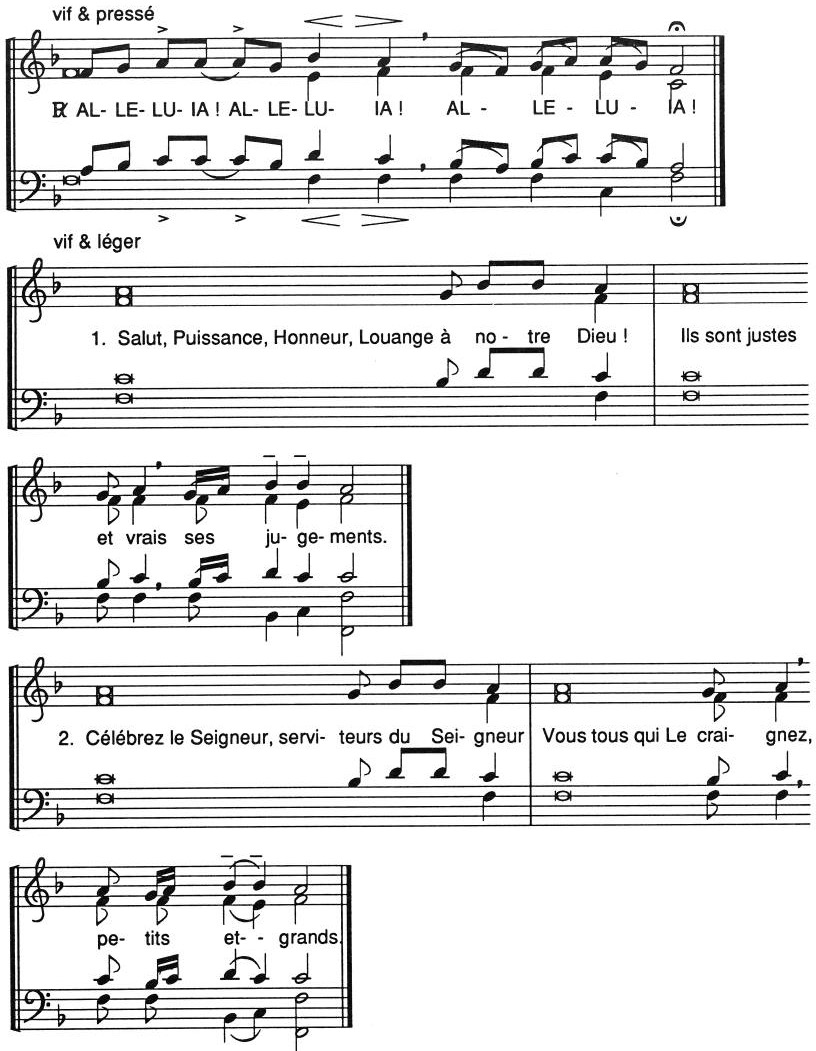 vif & pressé
℟ AL- LE- LU- IA ! AL- LE- LU- IA ! AL - LE - LU - IA !
vif & léger
1. Salut, Puissance, Honneur, Louange à no - tre Dieu ! Ils sont justes
et vrais ses ju- ge- ments.
2. Célébrez le Seigneur, servi- teurs du Sei- gneur Vous tous qui Le crai- gnez,
pe- tits et- - grands.